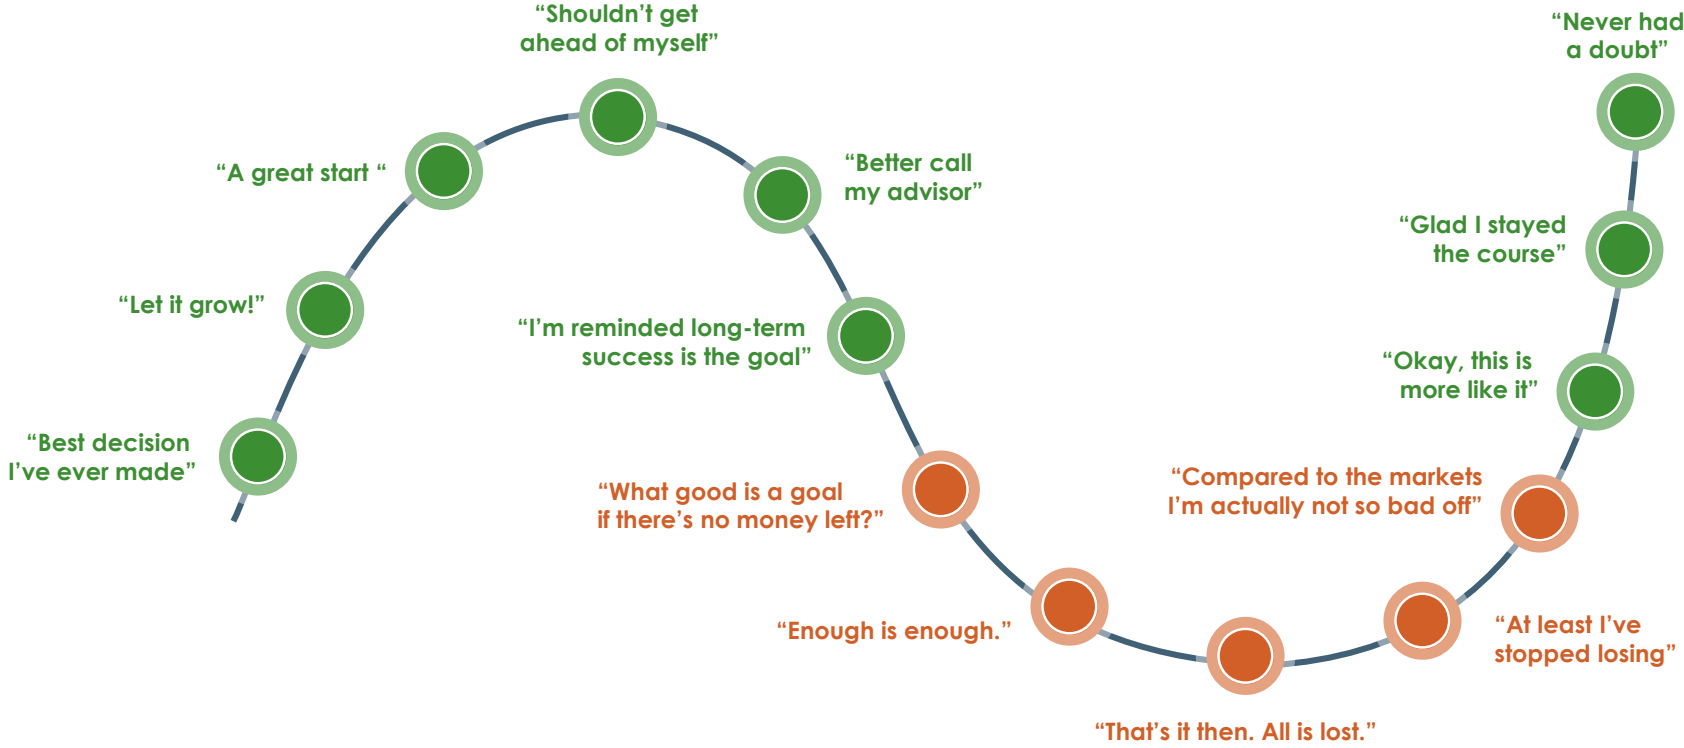 “Best decision
I’ve ever made”
“Let it grow!”
“A great start “
“Shouldn’t get
ahead of myself”
“Better call
my advisor”
“I’m reminded long-term
success is the goal”
“What good is a goal
if there’s no money left?”
“Enough is enough.”
“That’s it then. All is lost.”
“At least I’ve
stopped losing”
“Compared to the markets
I’m actually not so bad off”
“Okay, this is
more like it”
“Glad I stayed
the course”
“Never had
a doubt”